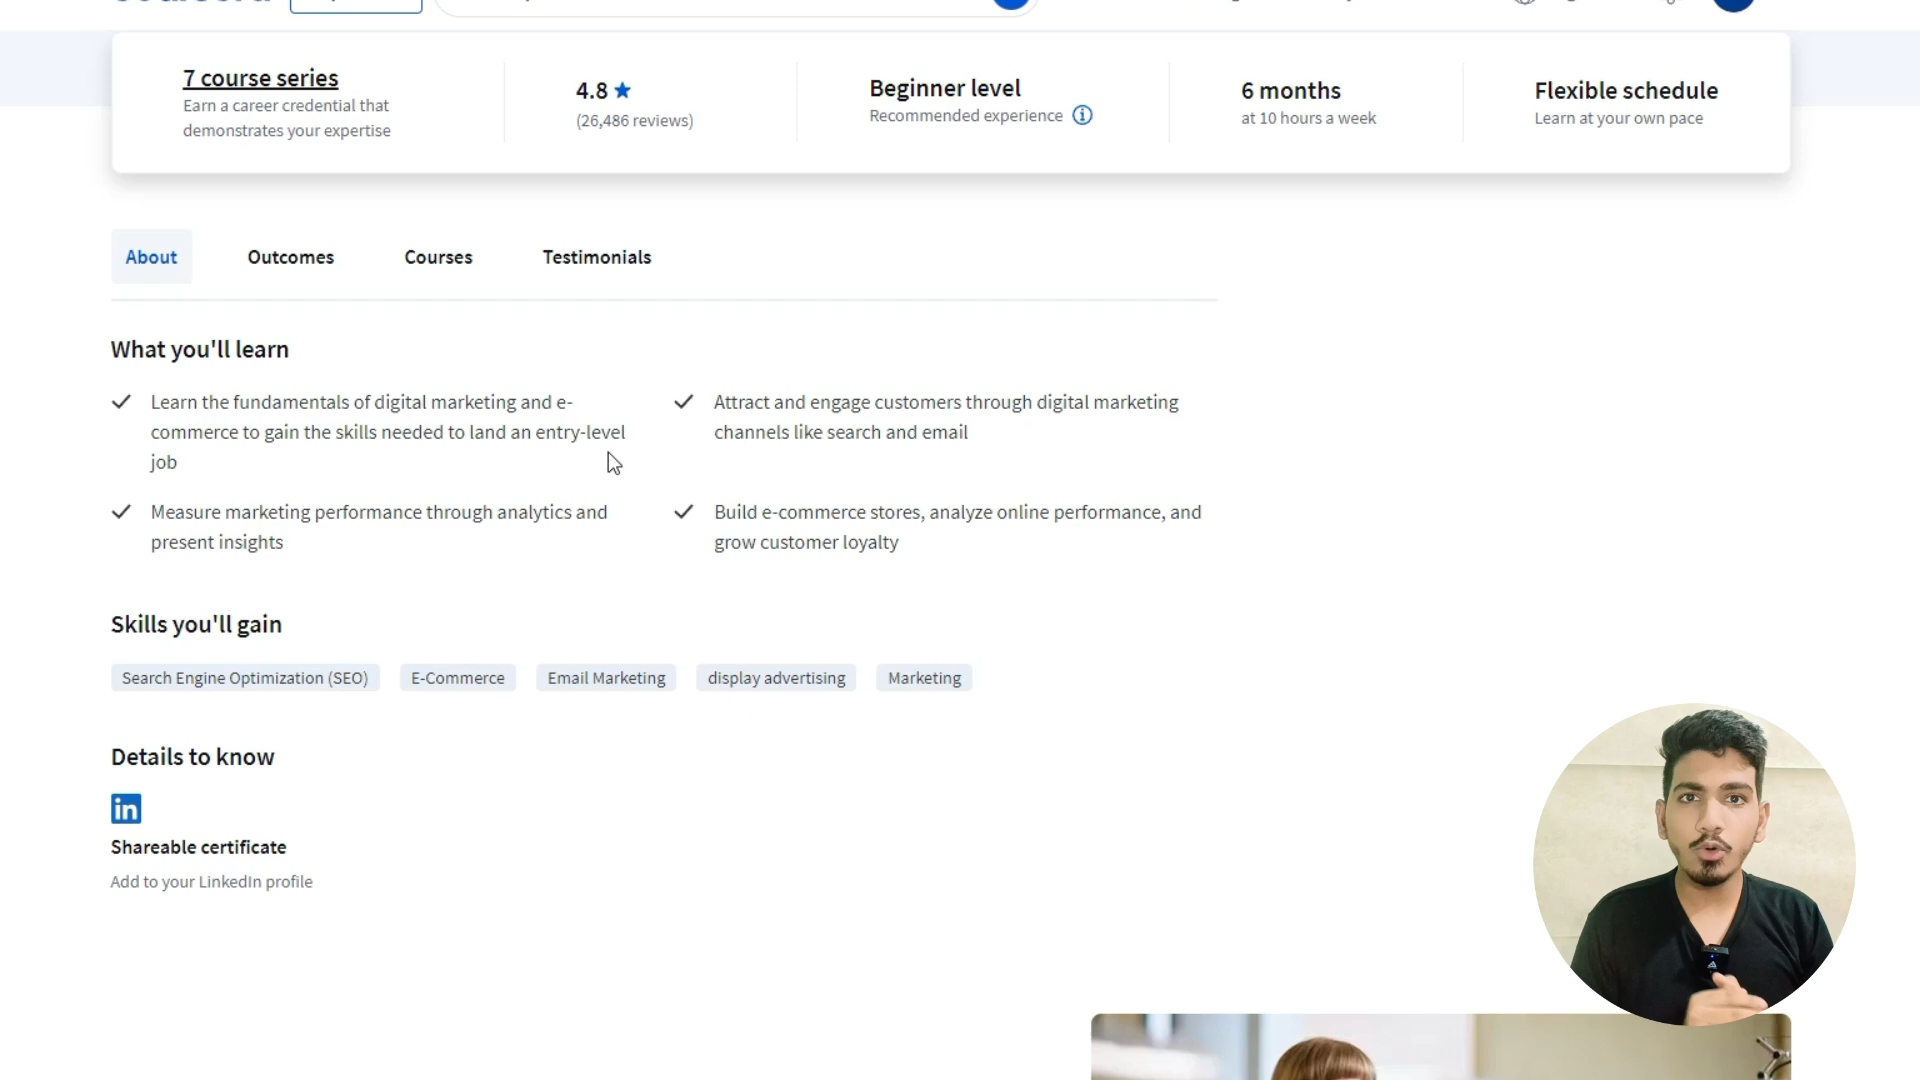 7 course series
Earn a career credential that
demonstrates your expertise
4.8
(26,486 reviews)
Beginner level
Recommended experience
6 months
at 10 hours a week
Flexible schedule
Learn at your own pace
About
Outcomes
Courses
Testimonials
What you'll learn
Learn the fundamentals of digital marketing and e-
commerce to gain the skills needed to land an entry-level
job
Attract and engage customers through digital marketing
channels like search and email
Measure marketing performance through analytics and
present insights
Build e-commerce stores, analyze online performance, and
grow customer loyalty
Skills you'll gain
Search Engine Optimization (SEO)
E-Commerce
Email Marketing
display advertising
Marketing
Details to know
in
Shareable certificate
Add to your LinkedIn profile